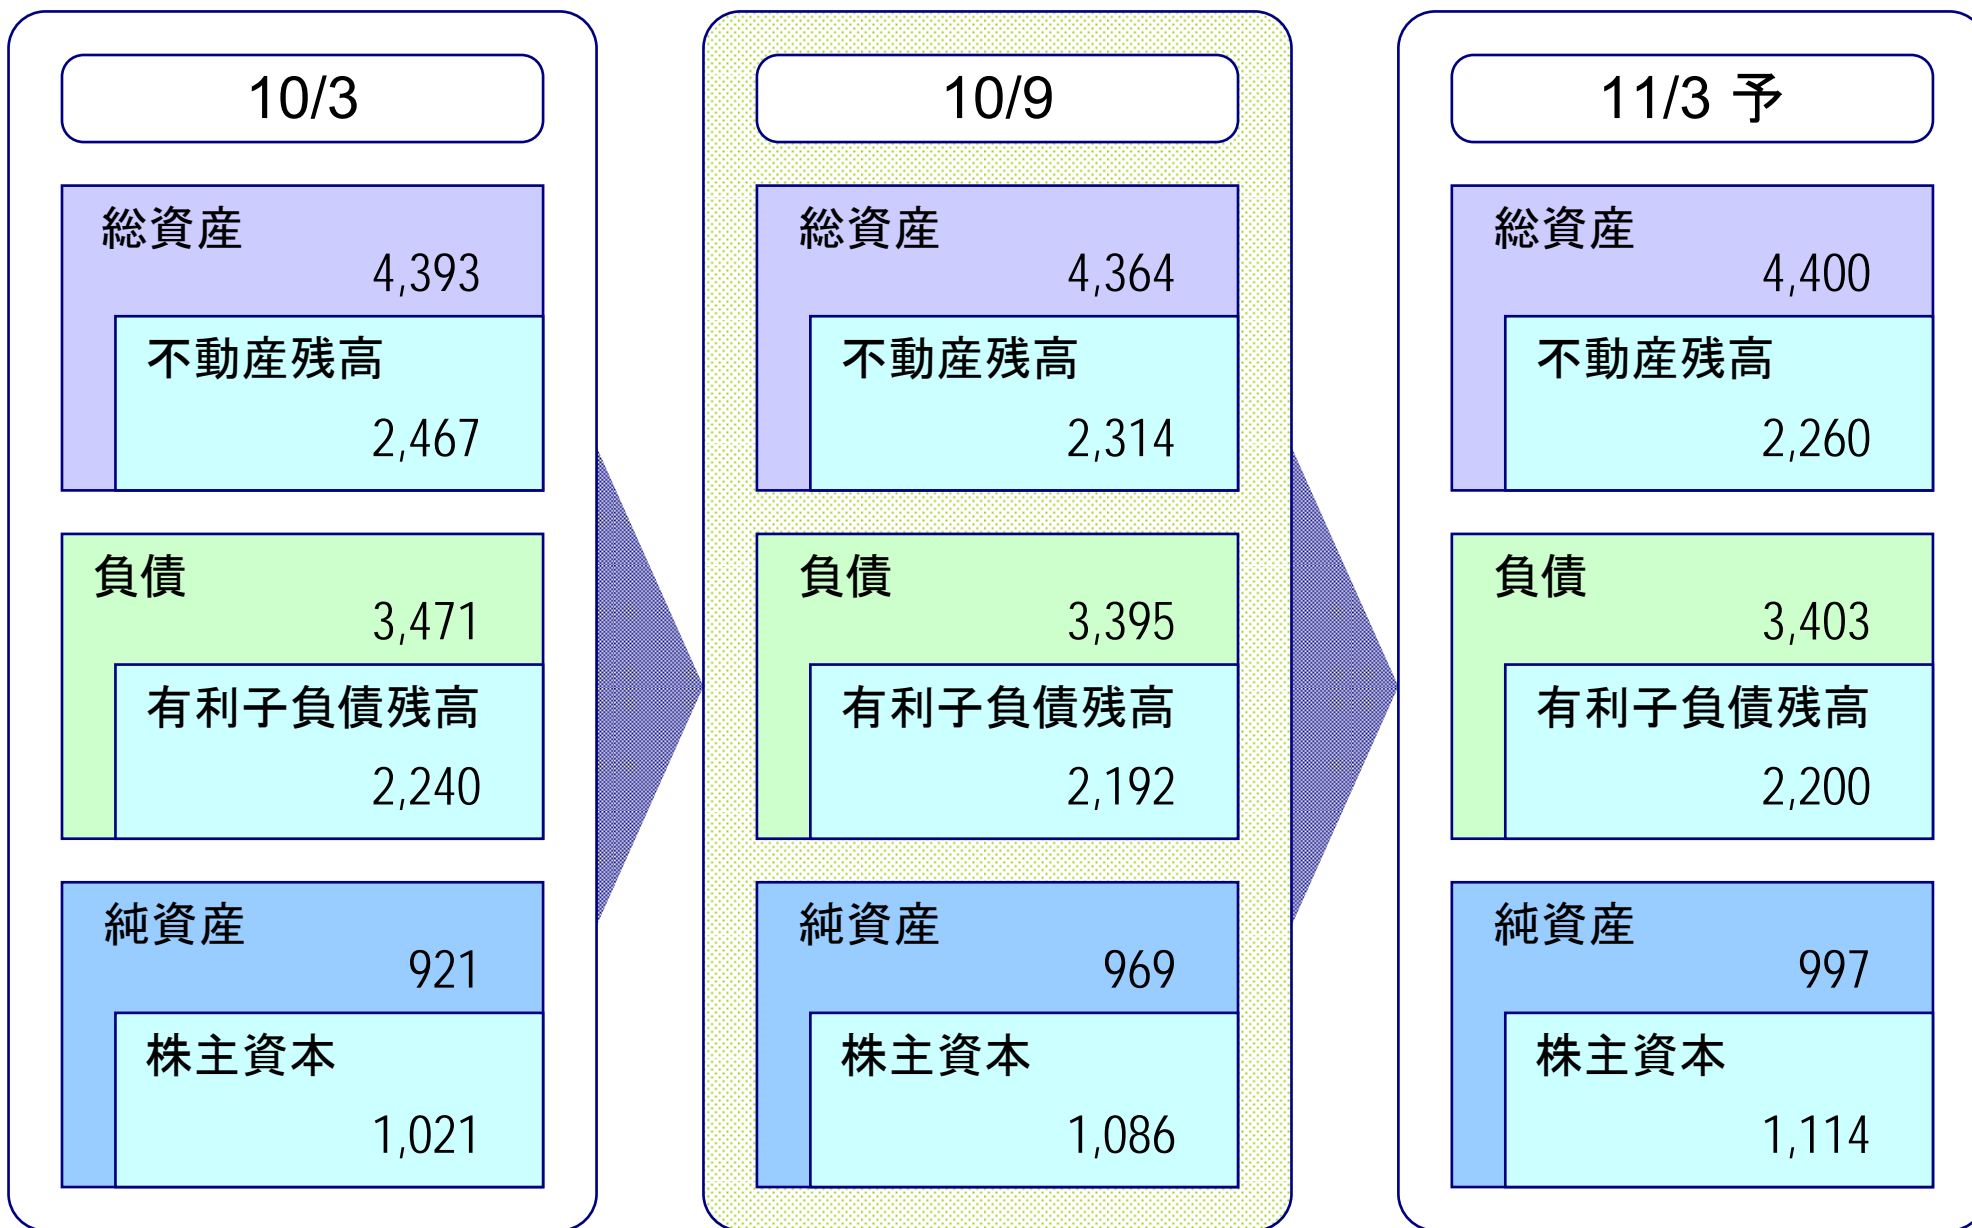 10/3
総資産
4,393
不動産残高
2,467
負債
3,471
有利子負債残高
2,240
純資産
921
株主資本
1,021
10/9
総資産
4,364
不動産残高
2,314
負債
3,395
有利子負債残高
2,192
純資産
969
株主資本
1,086
11/3 予
総資産
4,400
不動産残高
2,260
負債
3,403
有利子負債残高
2,200
純資産
997
株主資本
1,114